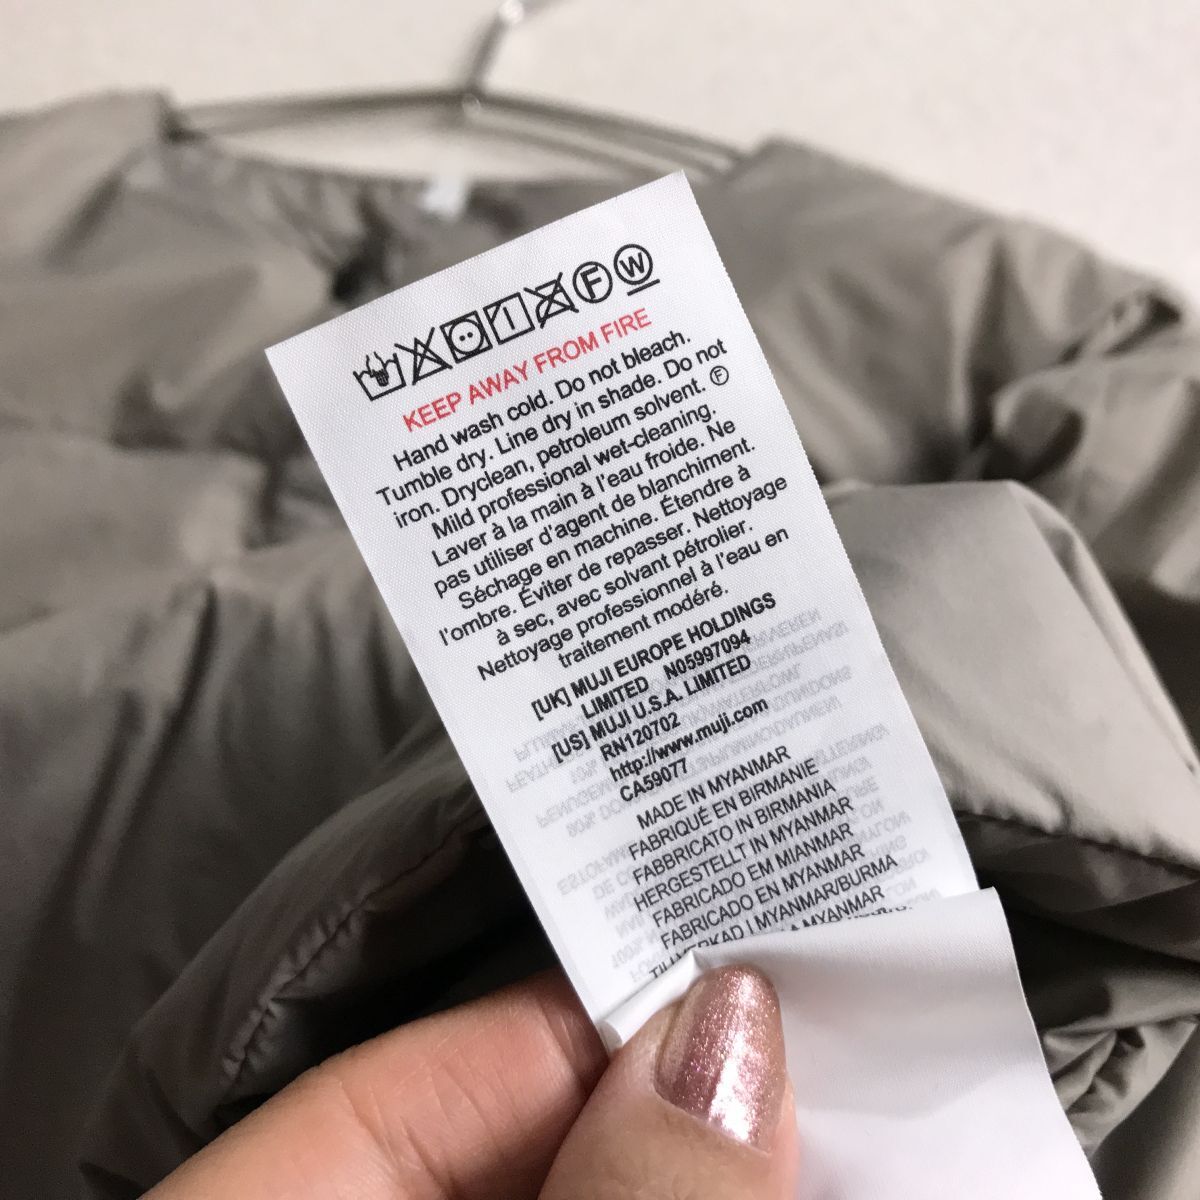 F W
KEEP AWAY FROM FIRE
Hand wash cold. Do not bleach.
Tumble dry. Line dry in shade. Do not
iron. Dryclean, petroleum solvent. Ⓕ
Mild professional wet-cleaning.
Laver à la main à l'eau froide. Ne
pas utiliser d'agent de blanchiment.
Séchage en machine. Étendre à
l'ombre. Éviter de repasser. Nettoyage
à sec, avec solvant pétrolier.
Nettoyage professionnel à l'eau en
traitement modéré.
[UK] MUJI EUROPE HOLDINGS
LIMITED N05997094
[US] MUJI U.S.A. LIMITED
RN120702
http://www.muji.com
CA59077
MADE IN MYANMAR
FABRIQUÉ EN BIRMANIE
FABBRICATO IN BIRMANIA
HERGESTELLT IN MYANMAR
FABRICADO EM MIANMAR
FABRICADO EN MYANMAR
TILLVERKAD I MYANMAR/BURMA
MYANMAR